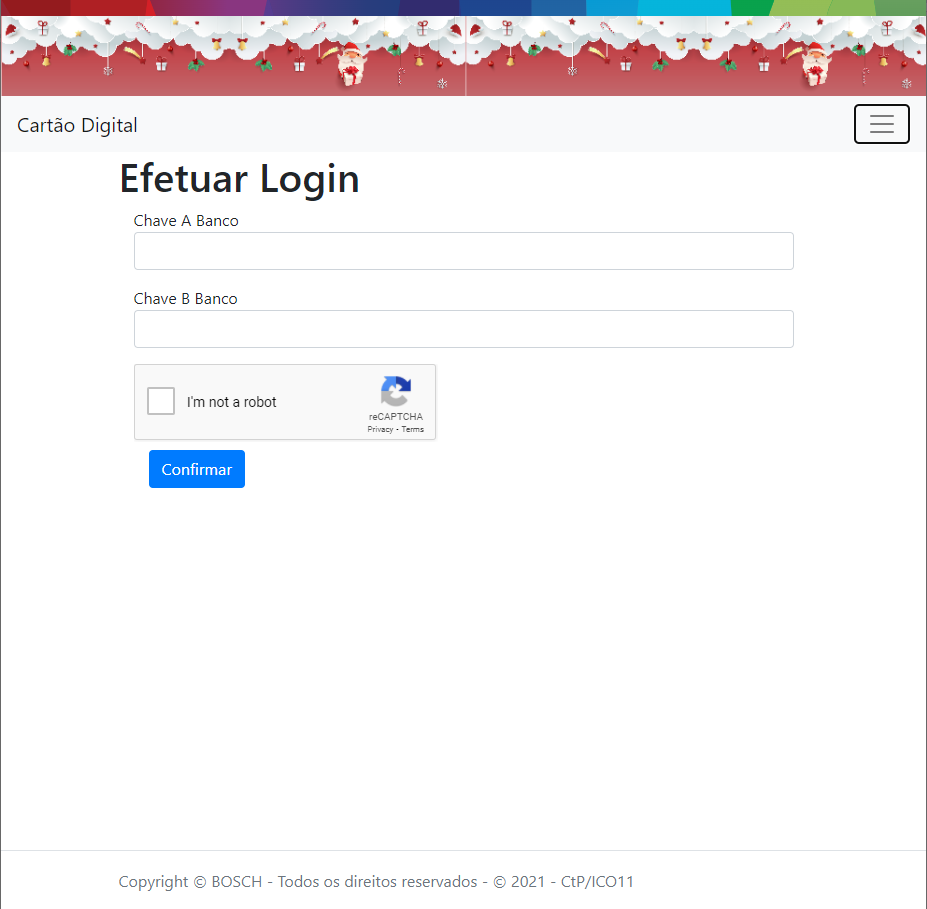 Cartão Digital
Efetuar Login
Chave A Banco
Chave B Banco
I'm not a robot
reCAPTCHA
Privacy - Terms
Confirmar
Copyright © BOSCH - Todos os direitos reservados - © 2021 - CtP/ICO11